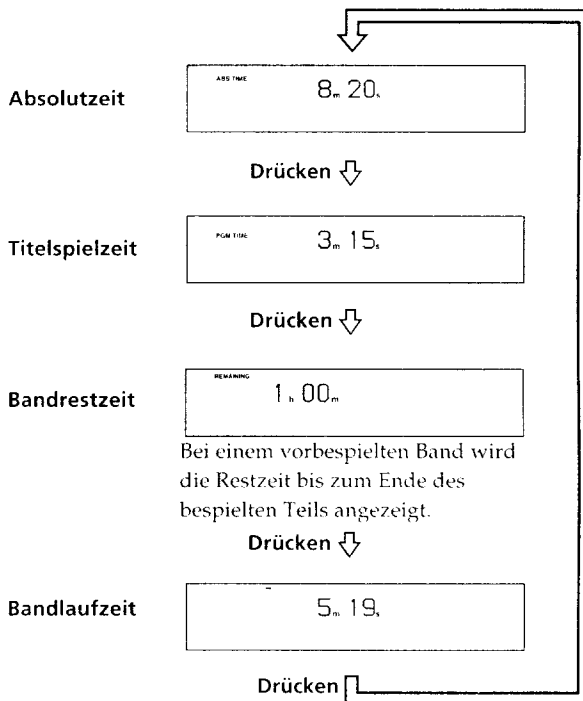 ABS TIME
8m 20s
Absolutzeit
Drücken
PGM TIME
3m 15s
Titelspielzeit
Drücken
REMAINING
1h 00m
Bandrestzeit
Bei einem vorbespielten Band wird
die Restzeit bis zum Ende des
bespielten Teils angezeigt.
Drücken
5m 19s
Bandlaufzeit
Drücken